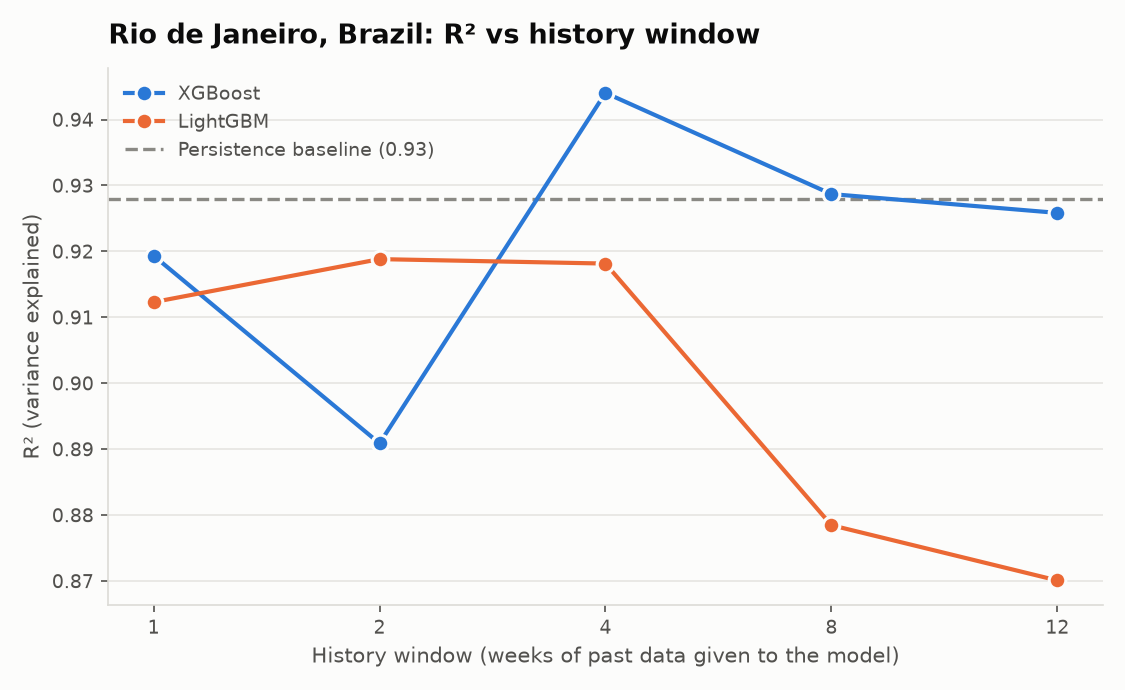 Rio de Janeiro, Brazil: R² vs history window
XGBoost
LightGBM
Persistence baseline (0.93)
R² (variance explained)
0.94
0.93
0.92
0.91
0.90
0.89
0.88
0.87
1 2 4 8 12
History window (weeks of past data given to the model)